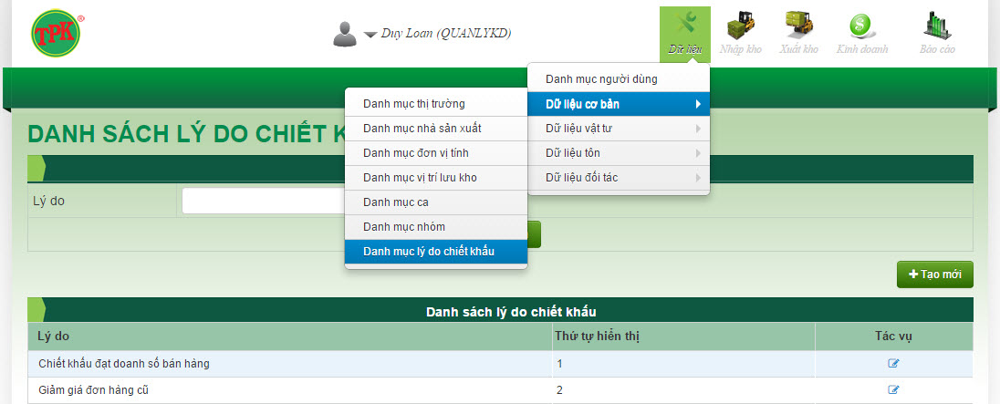 TPK®
Duy Loan (QUANLYKD)
Dữ liệu
Nhập kho
Xuất kho
Kinh doanh
Báo cáo
Danh mục người dùng
Dữ liệu cơ bản
Dữ liệu vật tư
Dữ liệu tôn
Dữ liệu đối tác
Danh mục thị trường
Danh mục nhà sản xuất
Danh mục đơn vị tính
Danh mục vị trí lưu kho
Danh mục ca
Danh mục nhóm
Danh mục lý do chiết khấu
DANH SÁCH LÝ DO CHIẾT K
Lý do
Tạo mới
Danh sách lý do chiết khấu
Lý do Thứ tự hiển thị Tác vụ
Chiết khấu đạt doanh số bán hàng 1
Giảm giá đơn hàng cũ 2